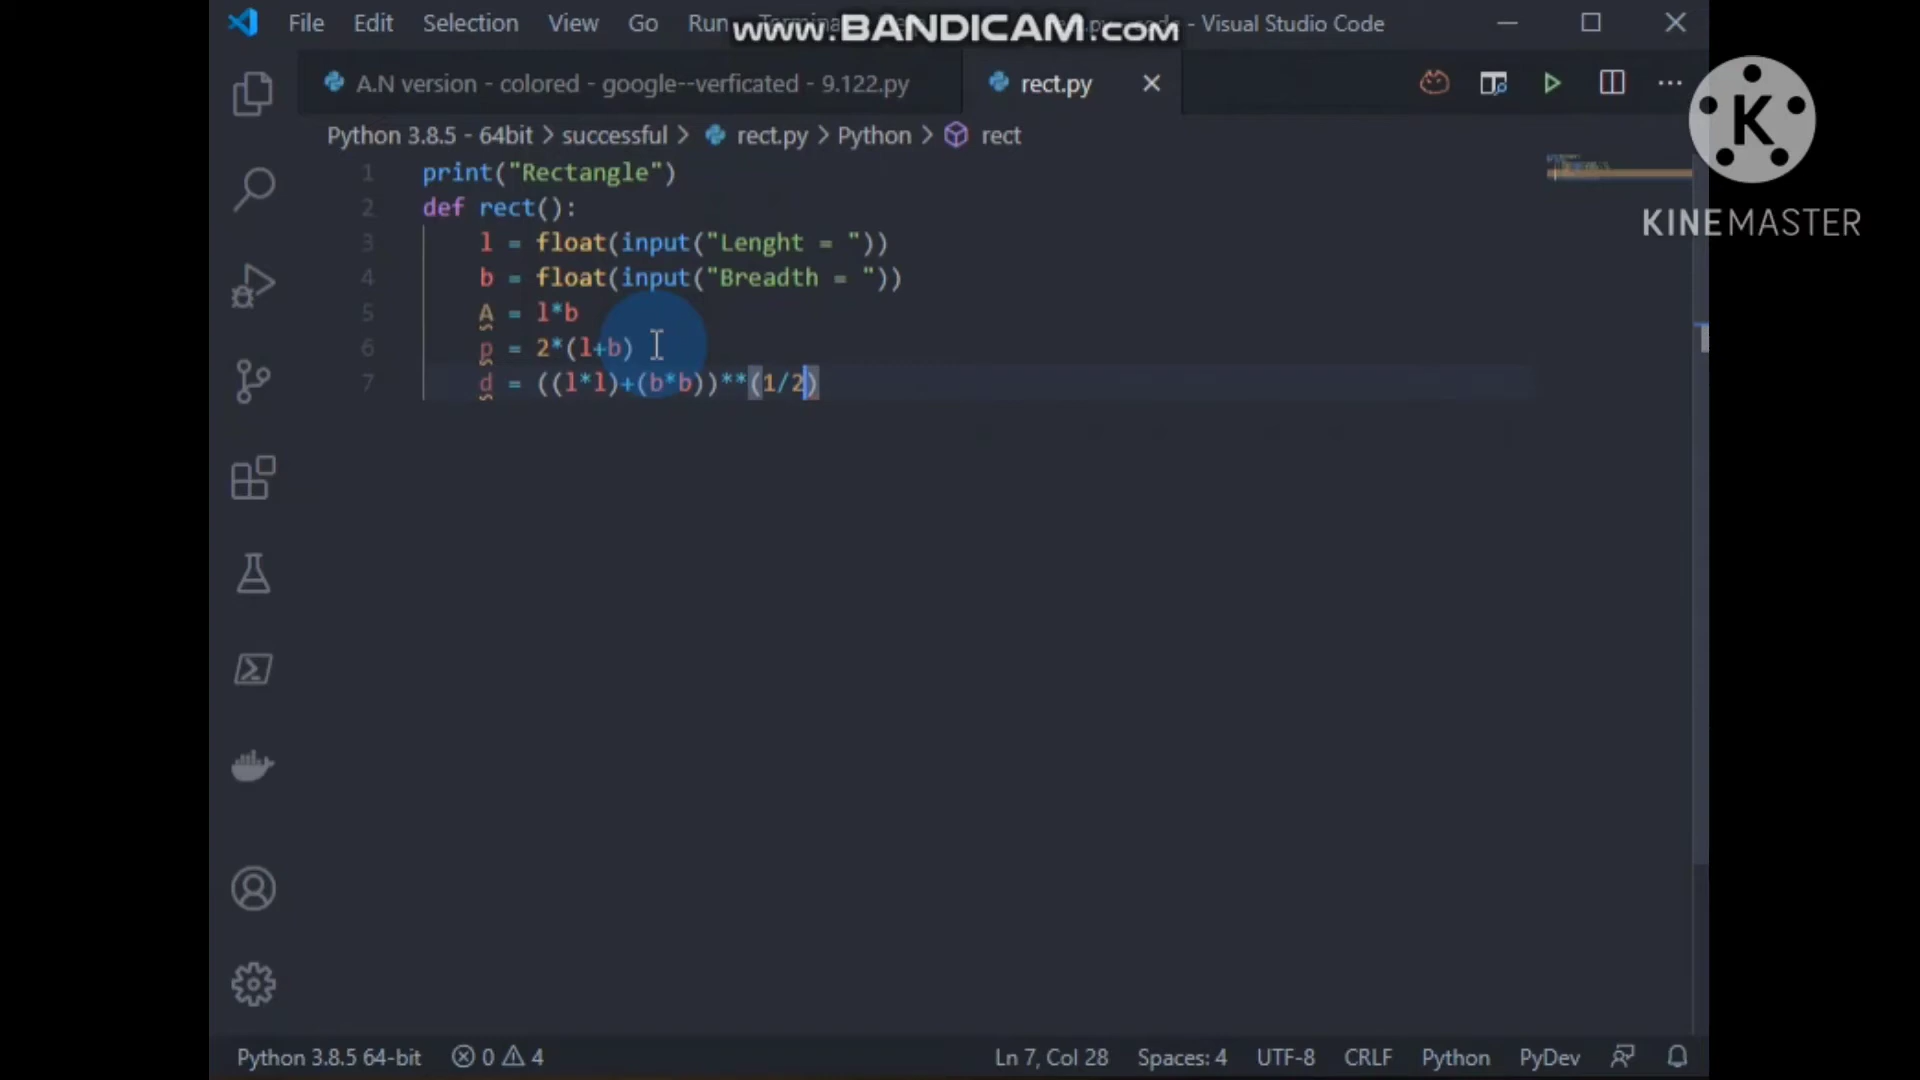 File Edit Selection View Go Run - Visual Studio Code
www.BANDICAM.com
A.N version - colored - google--verficated - 9.122.py rect.py
K
KINEMASTER
Python 3.8.5 - 64bit > successful > rect.py > Python > rect
1 print("Rectangle")
2 def rect():
3 l = float(input("Lenght = "))
4 b = float(input("Breadth = "))
5 A = l*b
6 p = 2*(l+b)
7 d = ((l*l)+(b*b))**(1/2)
Python 3.8.5 64-bit 0 4 Ln 7, Col 28 Spaces: 4 UTF-8 CRLF Python PyDev